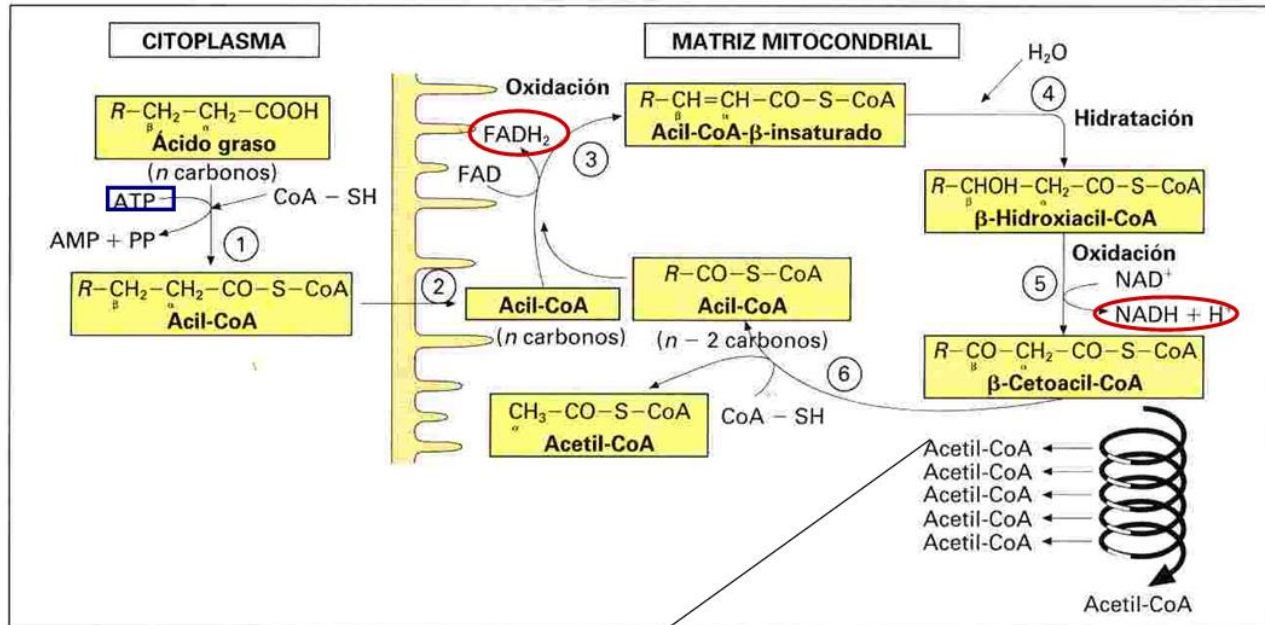 CITOPLASMA
R–CH₂–CH₂–COOH
β α
Ácido graso
(n carbonos)
ATP
CoA – SH
AMP + PP
1
R–CH₂–CH₂–CO–S–CoA
β α
Acil-CoA
2
MATRIZ MITOCONDRIAL
Oxidación
FADH₂
FAD
3
R–CH=CH–CO–S–CoA
β α
Acil-CoA-β-insaturado
H₂O
4
Hidratación
R–CHOH–CH₂–CO–S–CoA
β α
β-Hidroxiacil-CoA
Oxidación
5
NAD⁺
NADH + H⁺
R–CO–CH₂–CO–S–CoA
β α
β-Cetoacil-CoA
Acil-CoA
(n carbonos)
R–CO–S–CoA
Acil-CoA
(n – 2 carbonos)
6
CoA – SH
CH₃–CO–S–CoA
α
Acetil-CoA
Acetil-CoA
Acetil-CoA
Acetil-CoA
Acetil-CoA
Acetil-CoA
Acetil-CoA